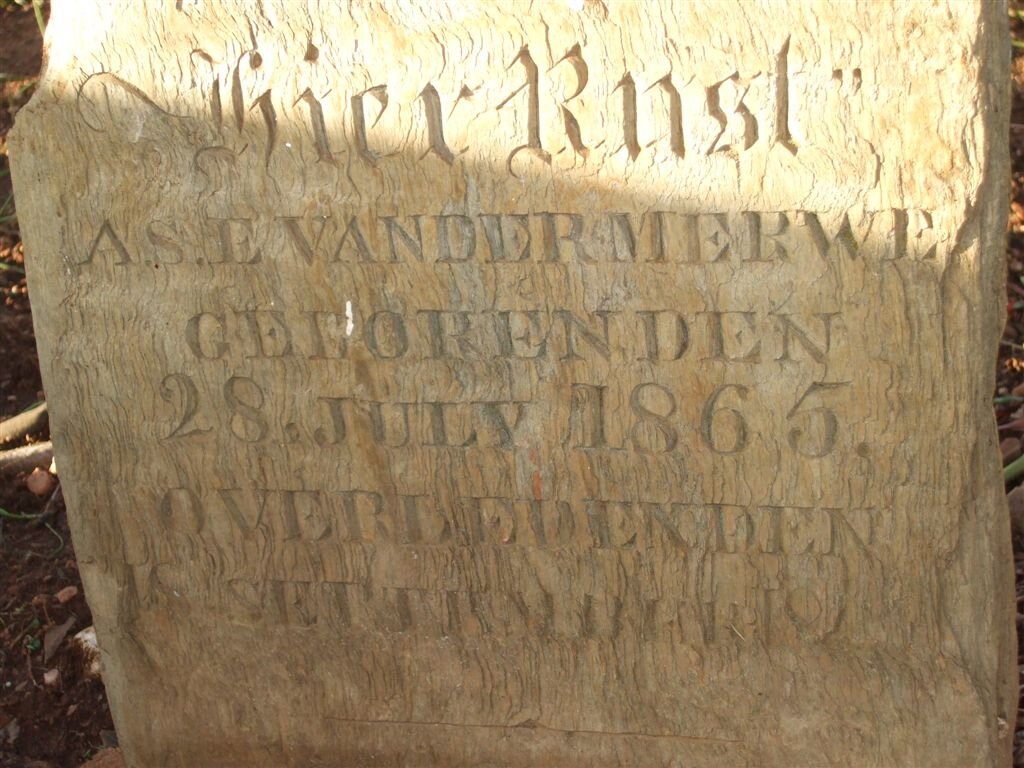 Hier Rust
A.S.E VAN DER MERWE
GEBOREN DEN
28. JULY 1865.
OVERLEDEN DEN